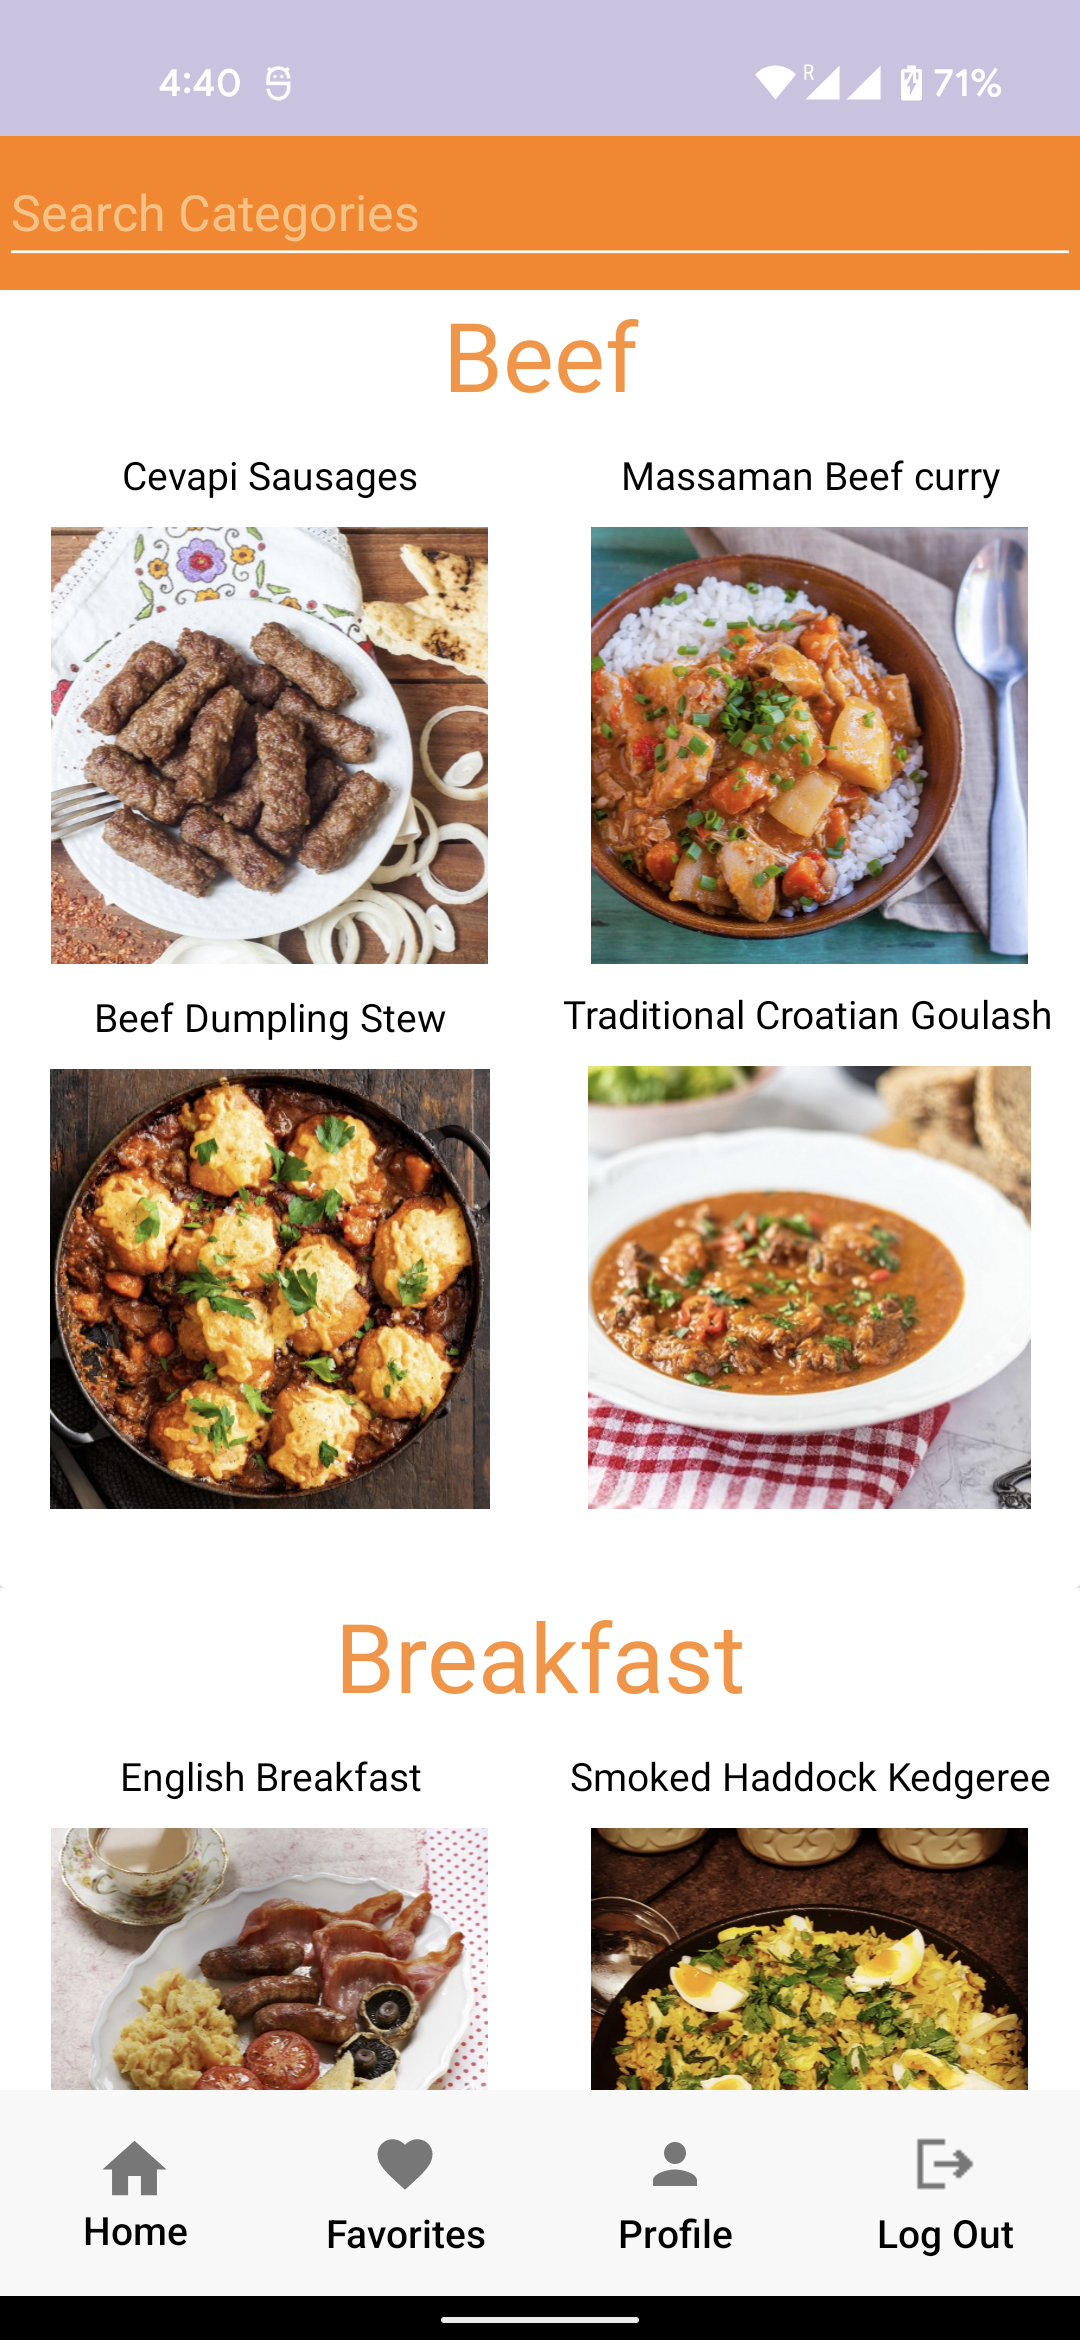 4:40
R
71%
Search Categories
Beef
Cevapi Sausages
Massaman Beef curry
Beef Dumpling Stew
Traditional Croatian Goulash
Breakfast
English Breakfast
Smoked Haddock Kedgeree
Home
Favorites
Profile
Log Out